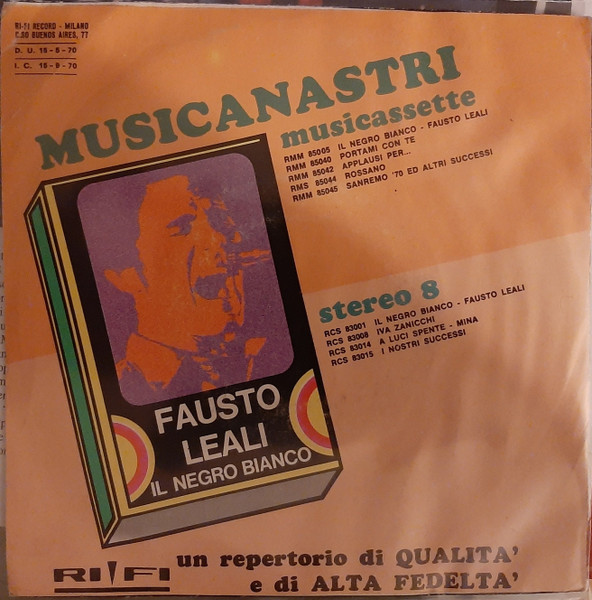 RI-FI RECORD - MILANO
C.SO BUENOS AIRES, 77
D. U. 15-5-70
I. C. 15-9-70
MUSICANASTRI
musicassette
RMM 85005 IL NEGRO BIANCO - FAUSTO LEALI
RMM 85040 PORTAMI CON TE
RMM 85042 APPLAUSI PER...
RMS 85044 ROSSANO
RMM 85045 SANREMO '70 ED ALTRI SUCCESSI
stereo 8
RCS 83001 IL NEGRO BIANCO - FAUSTO LEALI
RCS 83008 IVA ZANICCHI
RCS 83014 A LUCI SPENTE - MINA
RCS 83015 I NOSTRI SUCCESSI
FAUSTO
LEALI
IL NEGRO BIANCO
RI FI
un repertorio di QUALITA'
e di ALTA FEDELTA'